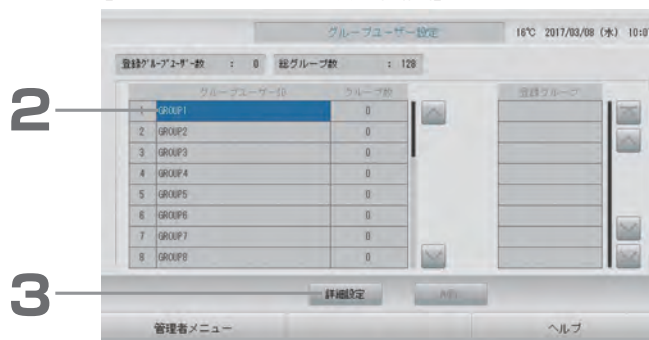 グループユーザー設定
16℃ 2017/03/08 (水) 10:0
登録グループユーザー数 : 0 総グループ数 : 128
グループユーザーID グループ数 登録グループ
2
1 GROUP1 0
2 GROUP2 0
3 GROUP3 0
4 GROUP4 0
5 GROUP5 0
6 GROUP6 0
7 GROUP7 0
8 GROUP8 0
3
詳細設定
管理者メニュー ヘルプ